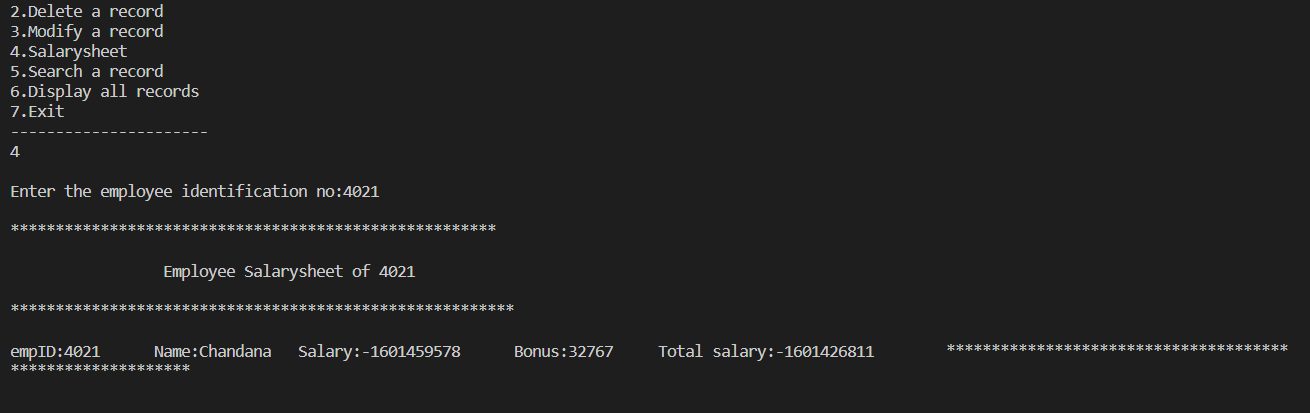 2.Delete a record
3.Modify a record
4.Salarysheet
5.Search a record
6.Display all records
7.Exit
----------------------
4
Enter the employee identification no:4021
******************************************************
Employee Salarysheet of 4021
********************************************************
empID:4021 Name:Chandana Salary:-1601459578 Bonus:32767 Total salary:-1601426811 **************************************
********************